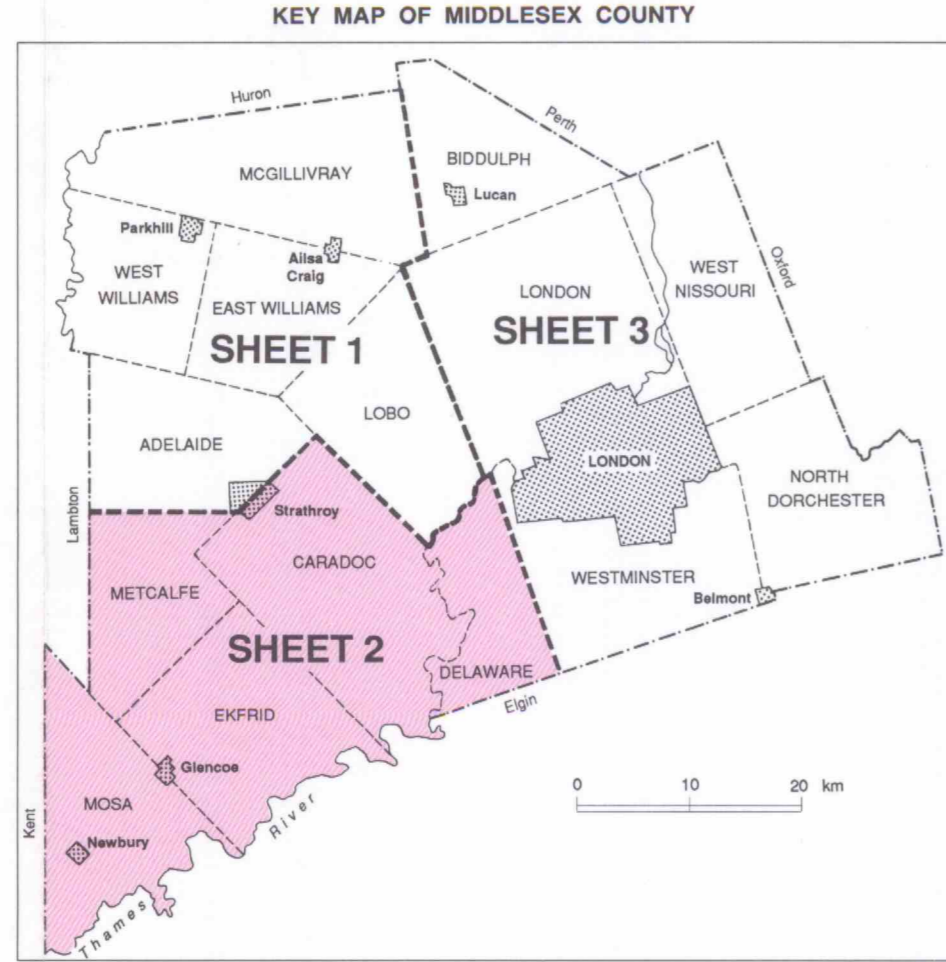 KEY MAP OF MIDDLESEX COUNTY
Huron
Perth
BIDDULPH
MCGILLIVRAY
Lucan
Parkhill
Ailsa
Craig
WEST
WILLIAMS
EAST WILLIAMS
LONDON
WEST
NISSOURI
Oxford
SHEET 1
SHEET 3
LOBO
ADELAIDE
LONDON
NORTH
DORCHESTER
Lambton
Strathroy
CARADOC
METCALFE
WESTMINSTER
Belmont
SHEET 2
DELAWARE
Elgin
EKFRID
Glencoe
0 10 20 km
MOSA
Kent
Newbury
Thames River